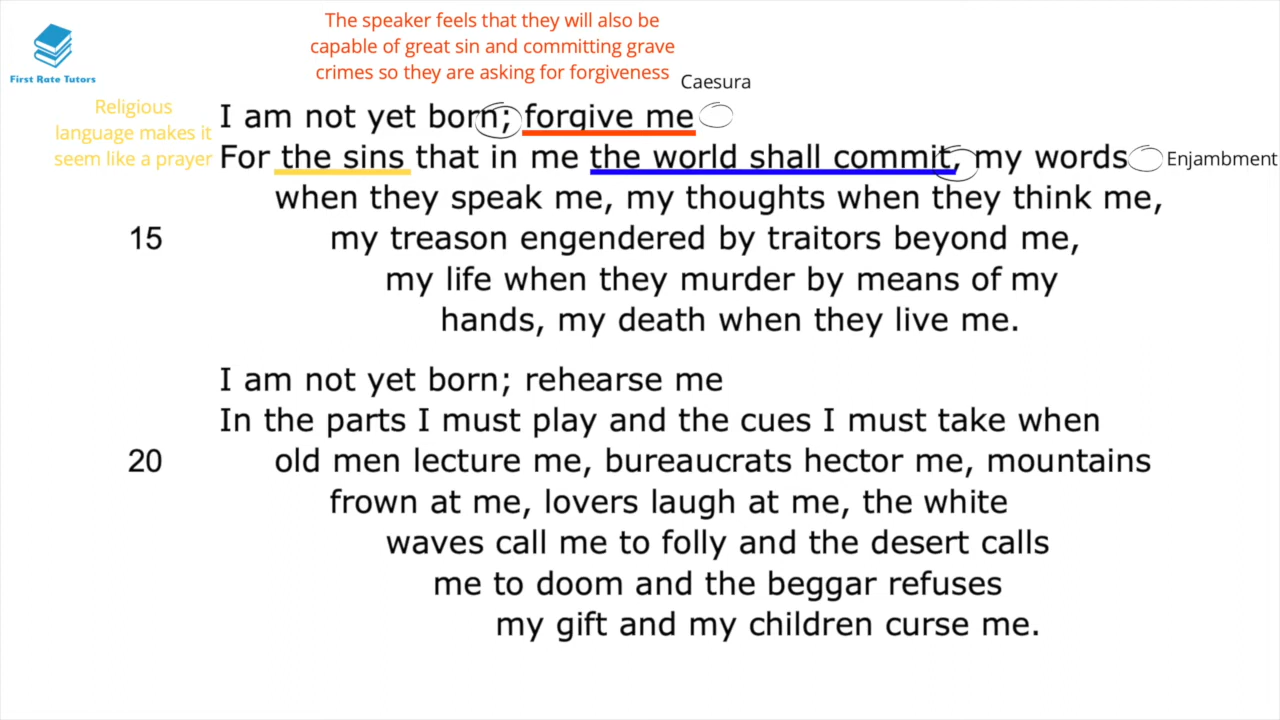 The speaker feels that they will also be
capable of great sin and committing grave
crimes so they are asking for forgiveness
First Rate Tutors
Caesura
Religious
language makes it
seem like a prayer
I am not yet born; forgive me
For the sins that in me the world shall commit, my words
Enjambment
when they speak me, my thoughts when they think me,
15 my treason engendered by traitors beyond me,
my life when they murder by means of my
hands, my death when they live me.
I am not yet born; rehearse me
In the parts I must play and the cues I must take when
20 old men lecture me, bureaucrats hector me, mountains
frown at me, lovers laugh at me, the white
waves call me to folly and the desert calls
me to doom and the beggar refuses
my gift and my children curse me.